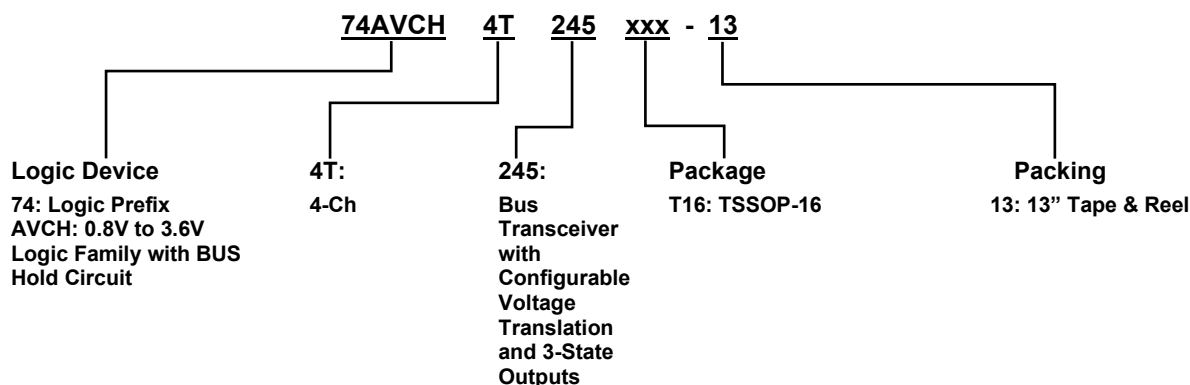 74AVCH 4T 245 xxx - 13
Logic Device
74: Logic Prefix
AVCH: 0.8V to 3.6V
Logic Family with BUS
Hold Circuit
4T:
4-Ch
245:
Bus
Transceiver
with
Configurable
Voltage
Translation
and 3-State
Outputs
Package
T16: TSSOP-16
Packing
13: 13” Tape & Reel